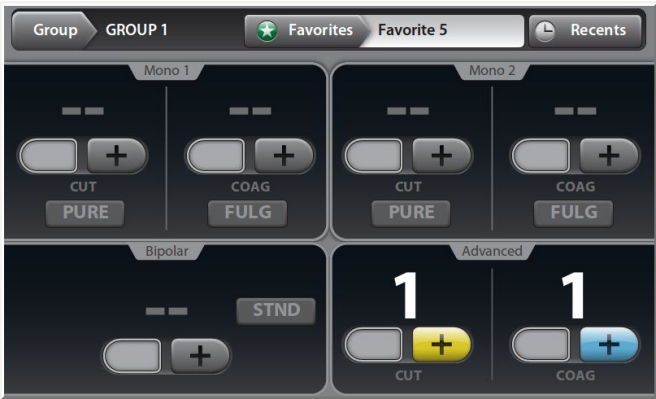 Group GROUP 1 Favorites Favorite 5 Recents
Mono 1 Mono 2
-- -- -- --
+ + + +
CUT COAG CUT COAG
PURE FULG PURE FULG
Bipolar Advanced
-- STND 1 1
+ + +
CUT COAG